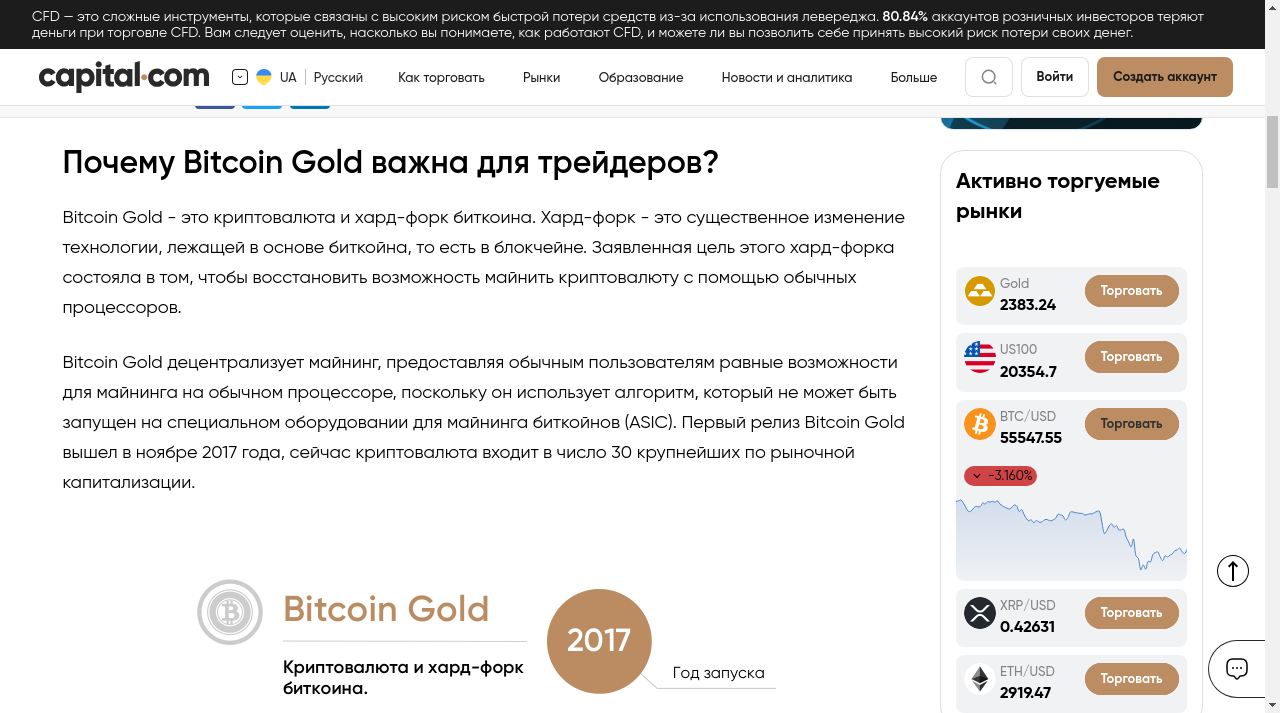 CFD — это сложные инструменты, которые связаны с высоким риском быстрой потери средств из-за использования левереджа. 80.84% аккаунтов розничных инвесторов теряют
деньги при торговле CFD. Вам следует оценить, насколько вы понимаете, как работают CFD, и можете ли вы позволить себе принять высокий риск потери своих денег.
capital.com
UA | Русский
Как торговать
Рынки
Образование
Новости и аналитика
Больше
Войти
Создать аккаунт
Почему Bitcoin Gold важна для трейдеров?
Bitcoin Gold - это криптовалюта и хард-форк биткоина. Хард-форк - это существенное изменение
технологии, лежащей в основе биткойна, то есть в блокчейне. Заявленная цель этого хард-форка
состояла в том, чтобы восстановить возможность майнить криптовалюту с помощью обычных
процессоров.
Bitcoin Gold децентрализует майнинг, предоставляя обычным пользователям равные возможности
для майнинга на обычном процессоре, поскольку он использует алгоритм, который не может быть
запущен на специальном оборудовании для майнинга биткойнов (ASIC). Первый релиз Bitcoin Gold
вышел в ноябре 2017 года, сейчас криптовалюта входит в число 30 крупнейших по рыночной
капитализации.
Bitcoin Gold
Криптовалюта и хард-форк
биткоина.
2017
Год запуска
Активно торгуемые
рынки
Gold
2383.24
Торговать
US100
20354.7
Торговать
BTC/USD
55547.55
Торговать
-3.160%
XRP/USD
0.42631
Торговать
ETH/USD
2919.47
Торговать